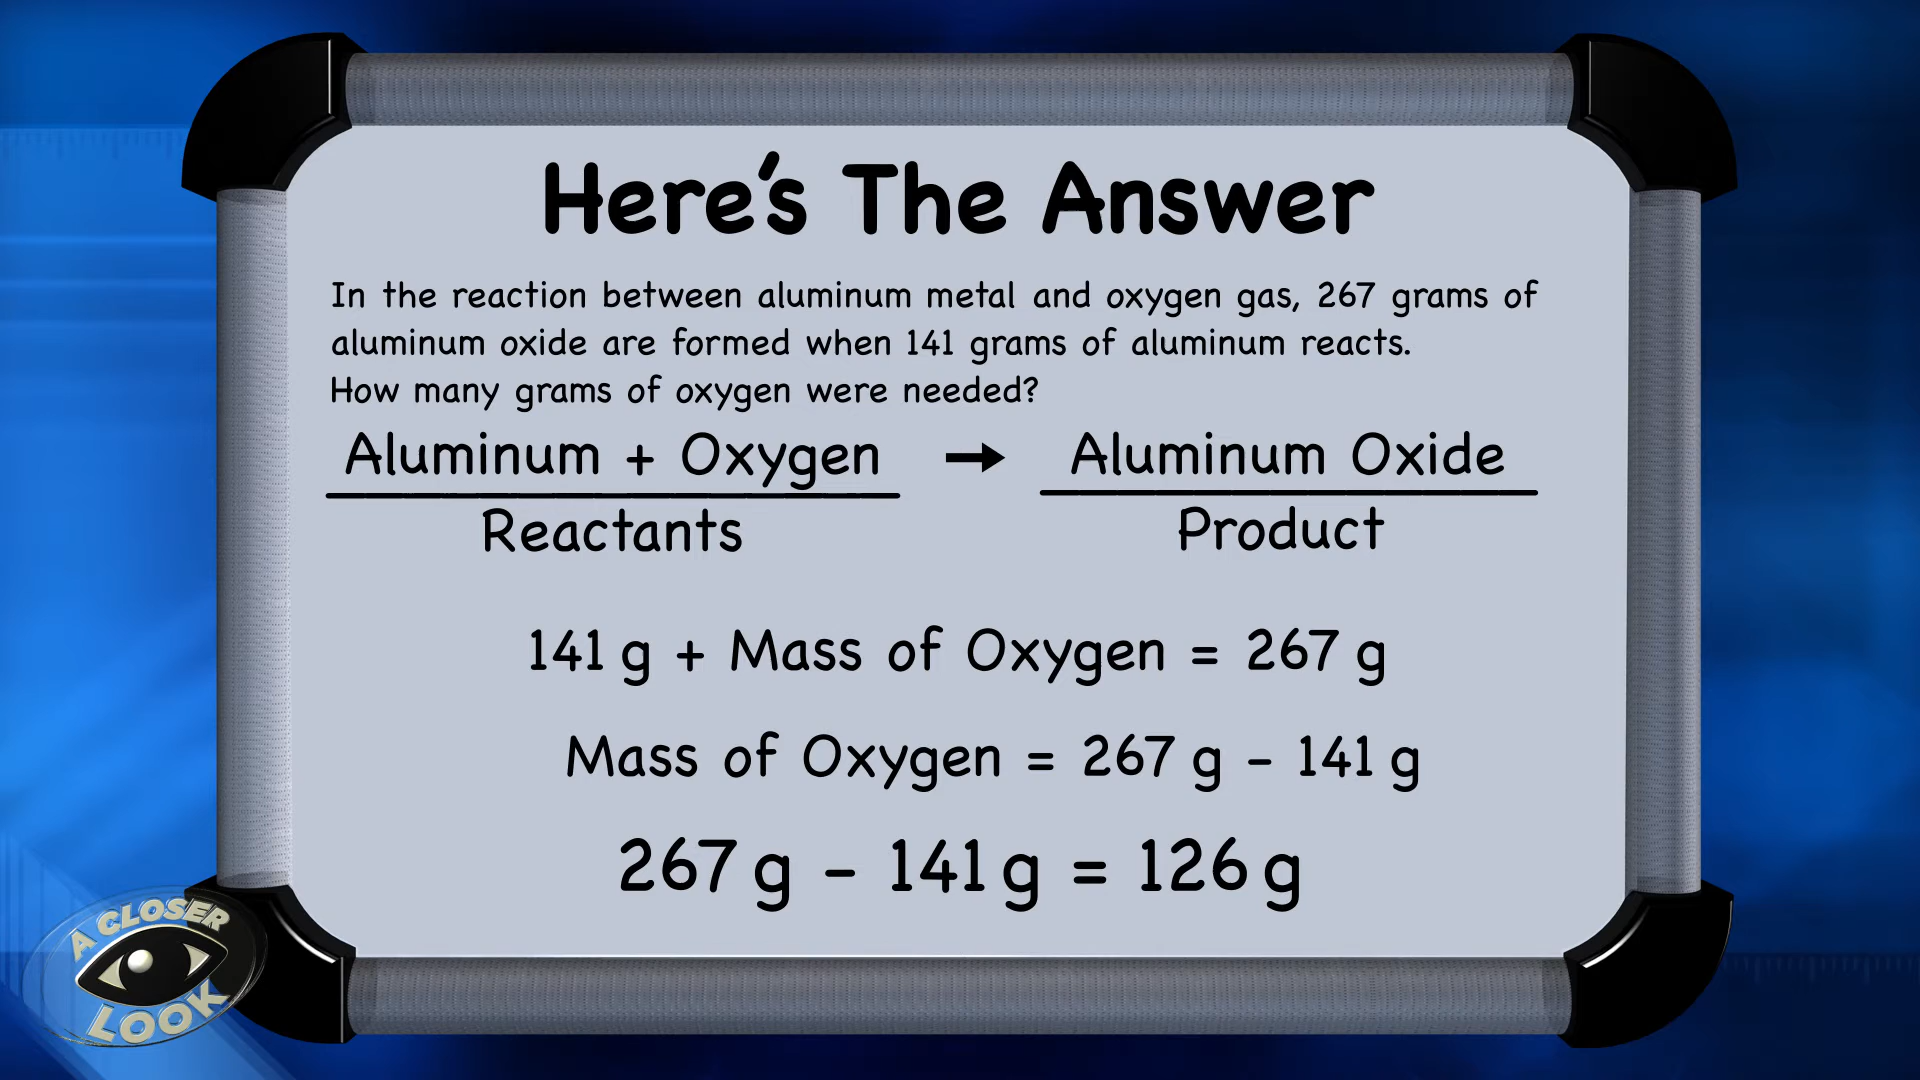 Here's The Answer
In the reaction between aluminum metal and oxygen gas, 267 grams of
aluminum oxide are formed when 141 grams of aluminum reacts.
How many grams of oxygen were needed?
Aluminum + Oxygen → Aluminum Oxide
Reactants Product
141 g + Mass of Oxygen = 267 g
Mass of Oxygen = 267 g - 141 g
267 g - 141 g = 126 g
A CLOSER
LOOK